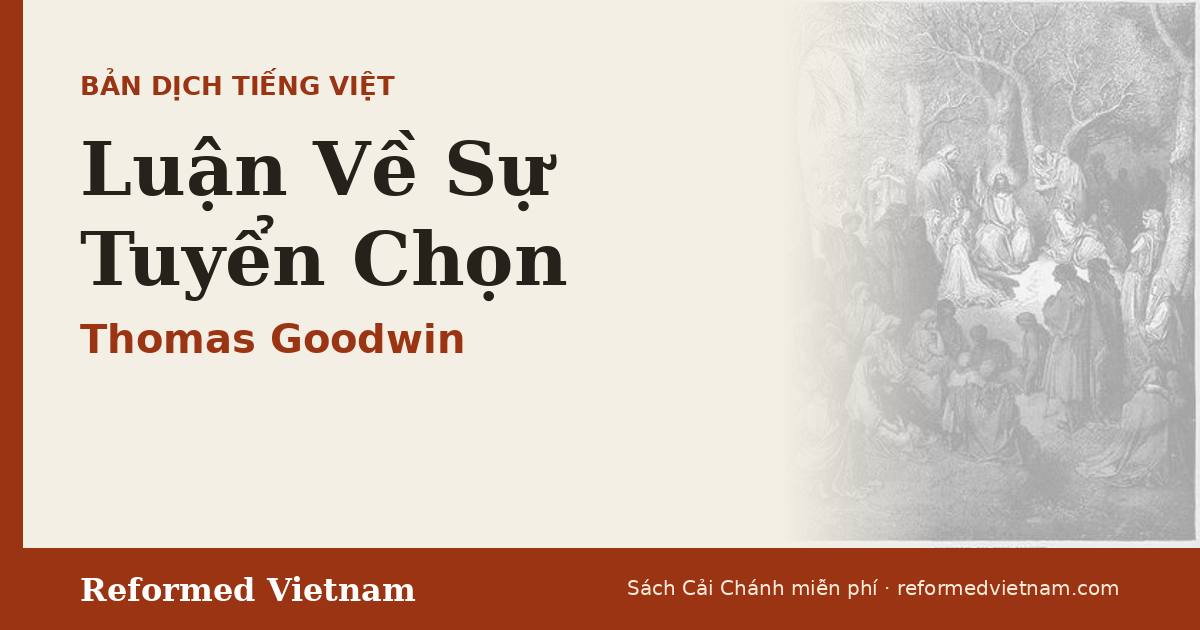 BẢN DỊCH TIẾNG VIỆT
Luận Về Sự
Tuyển Chọn
Thomas Goodwin
Reformed Vietnam
Sách Cải Chánh miễn phí · reformedvietnam.com